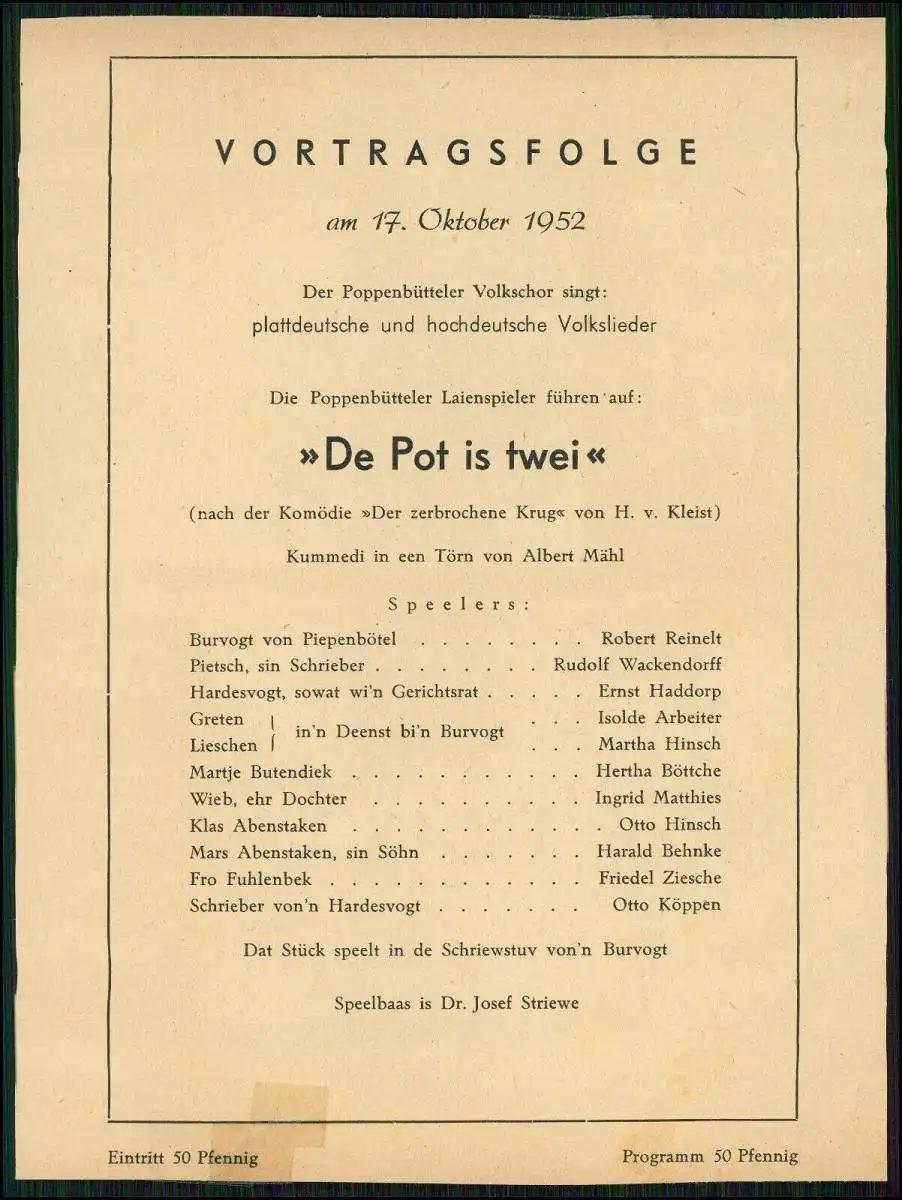 VORTRAGSFOLGE
am 17. Oktober 1952
Der Poppenbütteler Volkschor singt:
plattdeutsche und hochdeutsche Volkslieder
Die Poppenbütteler Laienspieler führen auf:
»De Pot is twei«
(nach der Komödie »Der zerbrochene Krug« von H. v. Kleist)
Kummedi in een Törn von Albert Mähl
Speelers:
Burvogt von Piepenbötel . . . . . . . . Robert Reinelt
Pietsch, sin Schrieber . . . . . . . . Rudolf Wackendorff
Hardesvogt, sowat wi'n Gerichtsrat . . . . . Ernst Haddorp
Greten } in'n Deenst bi'n Burvogt . . . Isolde Arbeiter
Lieschen } . . . Martha Hinsch
Martje Butendiek . . . . . . . . . . . Hertha Böttche
Wieb, ehr Dochter . . . . . . . . . . Ingrid Matthies
Klas Abenstaken . . . . . . . . . . . . Otto Hinsch
Mars Abenstaken, sin Söhn . . . . . . . Harald Behnke
Fro Fuhlenbek . . . . . . . . . . . . Friedel Ziesche
Schrieber von'n Hardesvogt . . . . . . . Otto Köppen
Dat Stück speelt in de Schriewstuv von'n Burvogt
Speelbaas is Dr. Josef Striewe
Eintritt 50 Pfennig
Programm 50 Pfennig